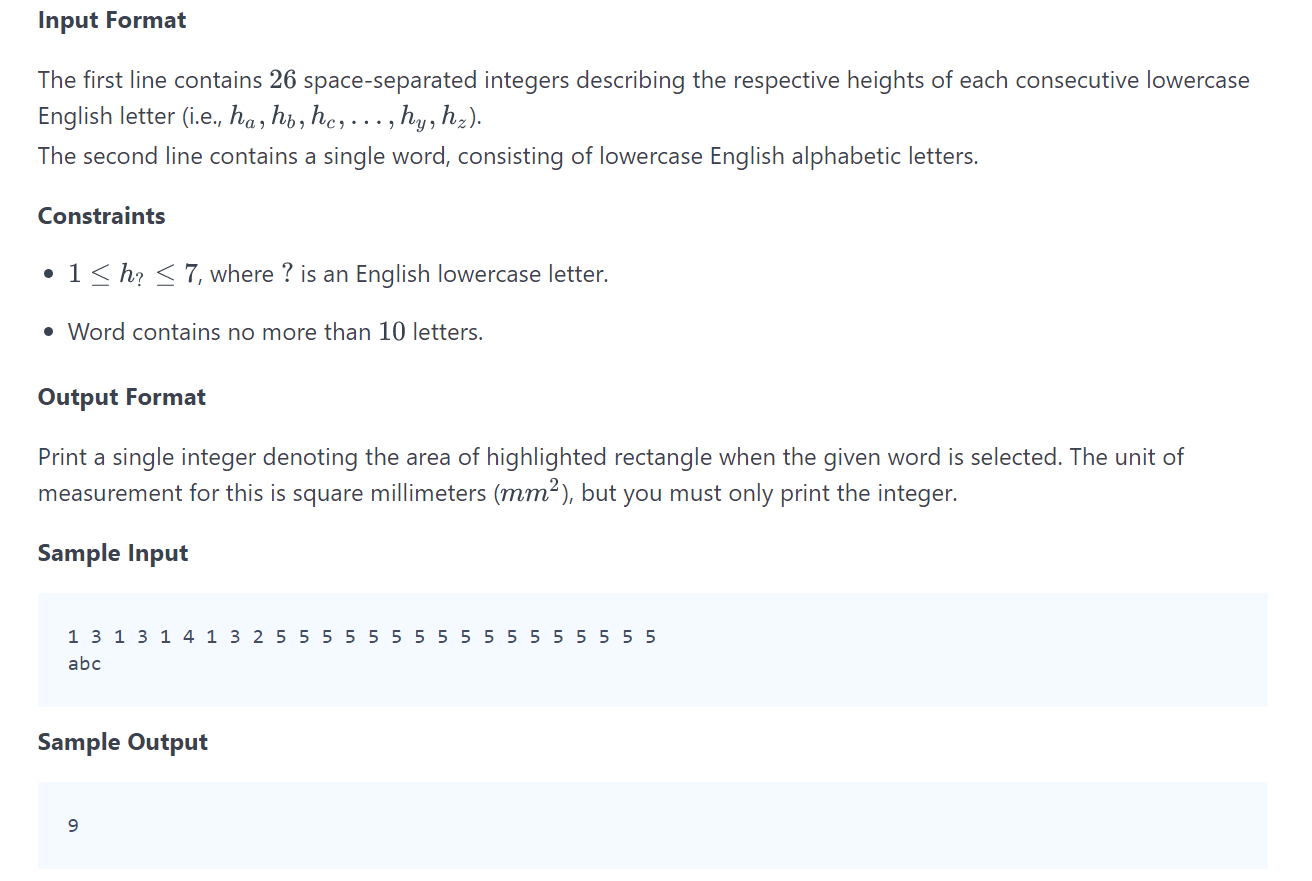 Input Format
The first line contains 26 space-separated integers describing the respective heights of each consecutive lowercase
English letter (i.e., hₐ, h_b, h_c, . . . , h_y, h_z).
The second line contains a single word, consisting of lowercase English alphabetic letters.
Constraints
• 1 ≤ h_? ≤ 7, where ? is an English lowercase letter.
• Word contains no more than 10 letters.
Output Format
Print a single integer denoting the area of highlighted rectangle when the given word is selected. The unit of
measurement for this is square millimeters (mm²), but you must only print the integer.
Sample Input
1 3 1 3 1 4 1 3 2 5 5 5 5 5 5 5 5 5 5 5 5 5 5 5 5 5
abc
Sample Output
9